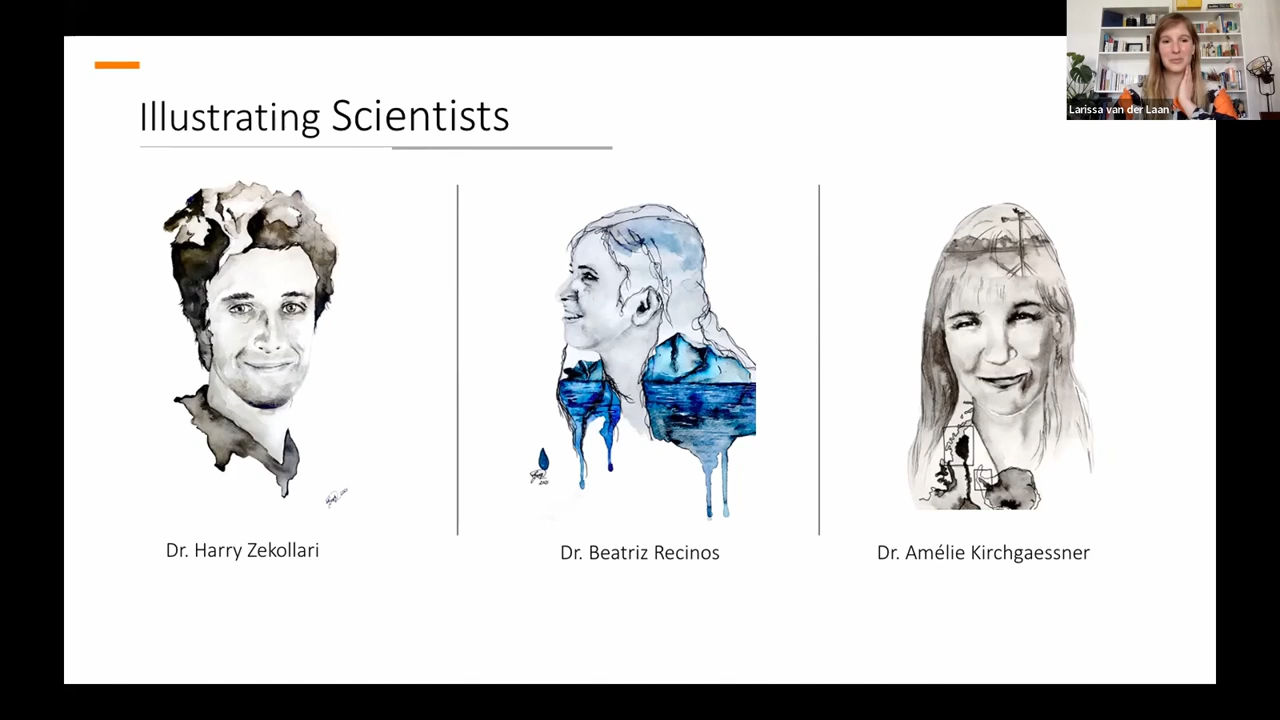 Illustrating Scientists
Larissa van der Laan
Dr. Harry Zekollari
Dr. Beatriz Recinos
Dr. Amélie Kirchgaessner